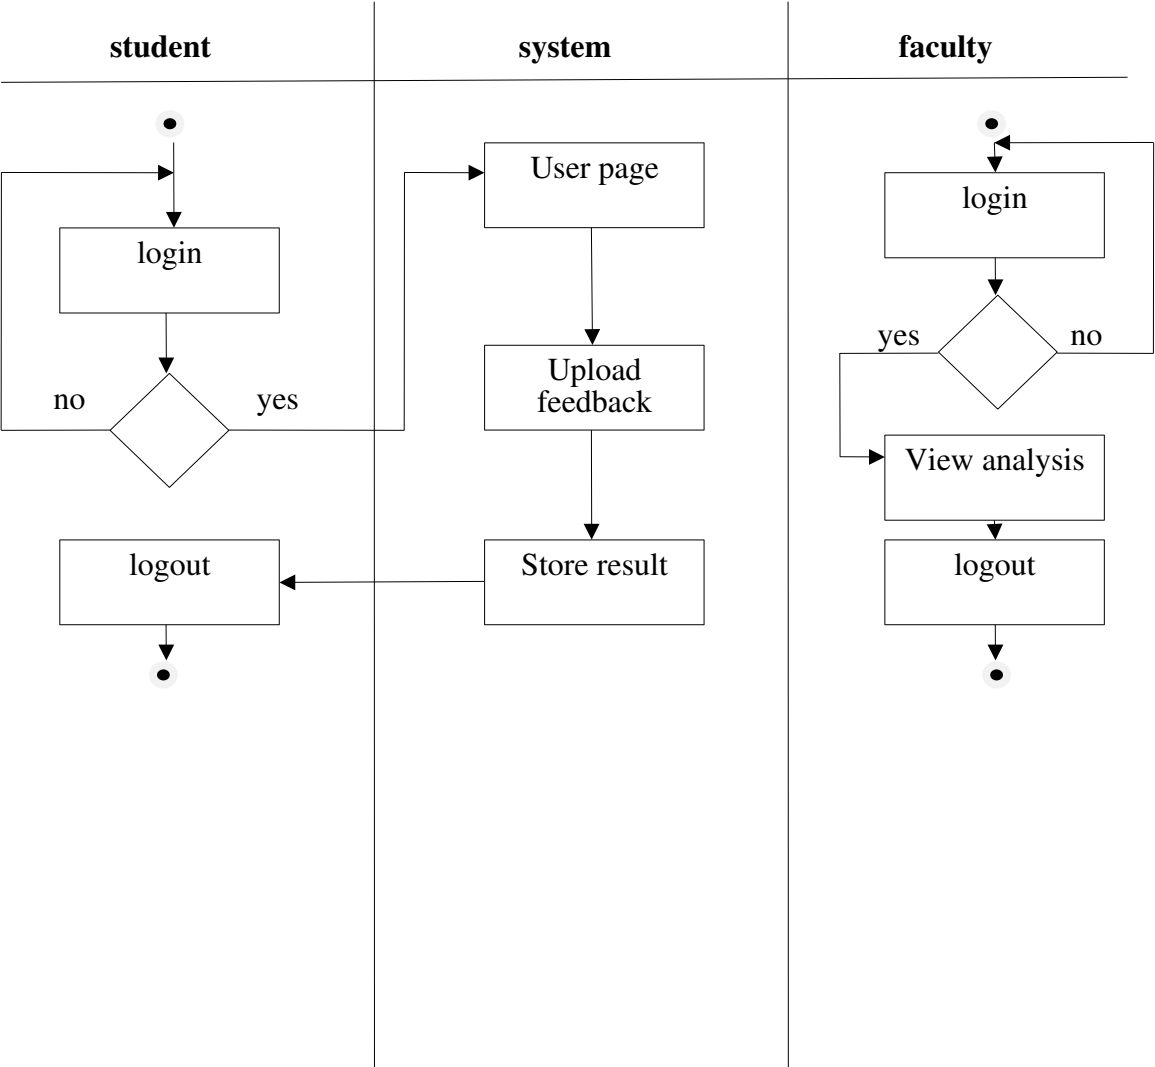 student
system
faculty
User page
login
login
yes
no
Upload
feedback
no
yes
View analysis
logout
Store result
logout